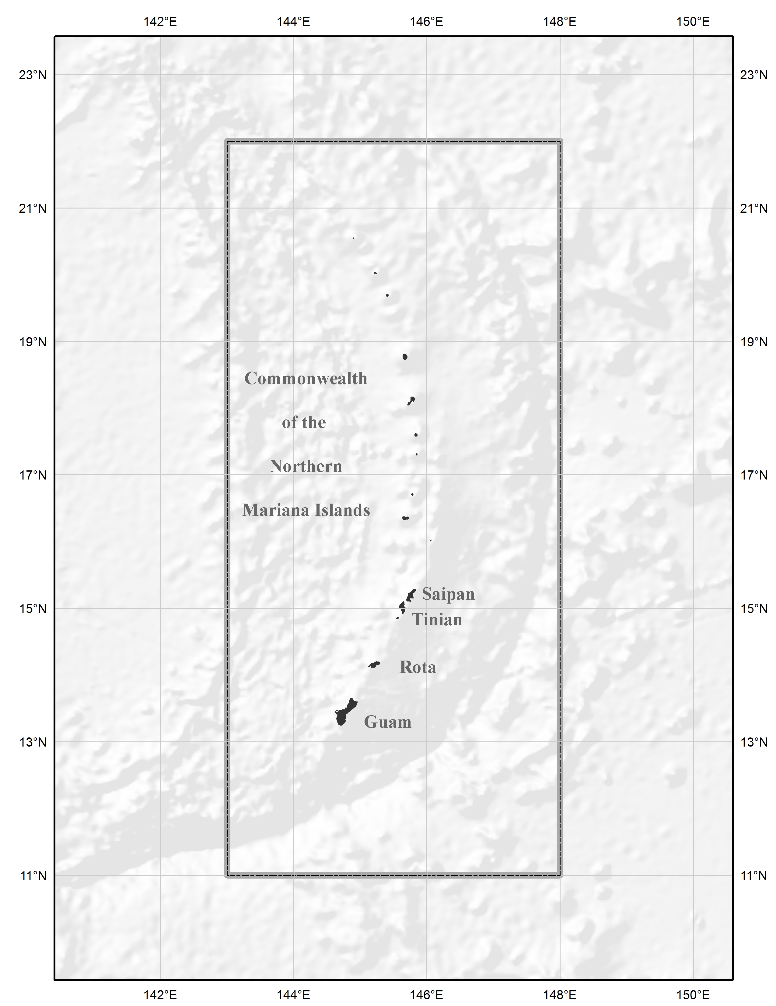 142°E 144°E 146°E 148°E 150°E
23°N 23°N
21°N 21°N
19°N 19°N
Commonwealth
of the
Northern
17°N 17°N
Mariana Islands
Saipan
15°N 15°N
Tinian
Rota
Guam
13°N 13°N
11°N 11°N
142°E 144°E 146°E 148°E 150°E